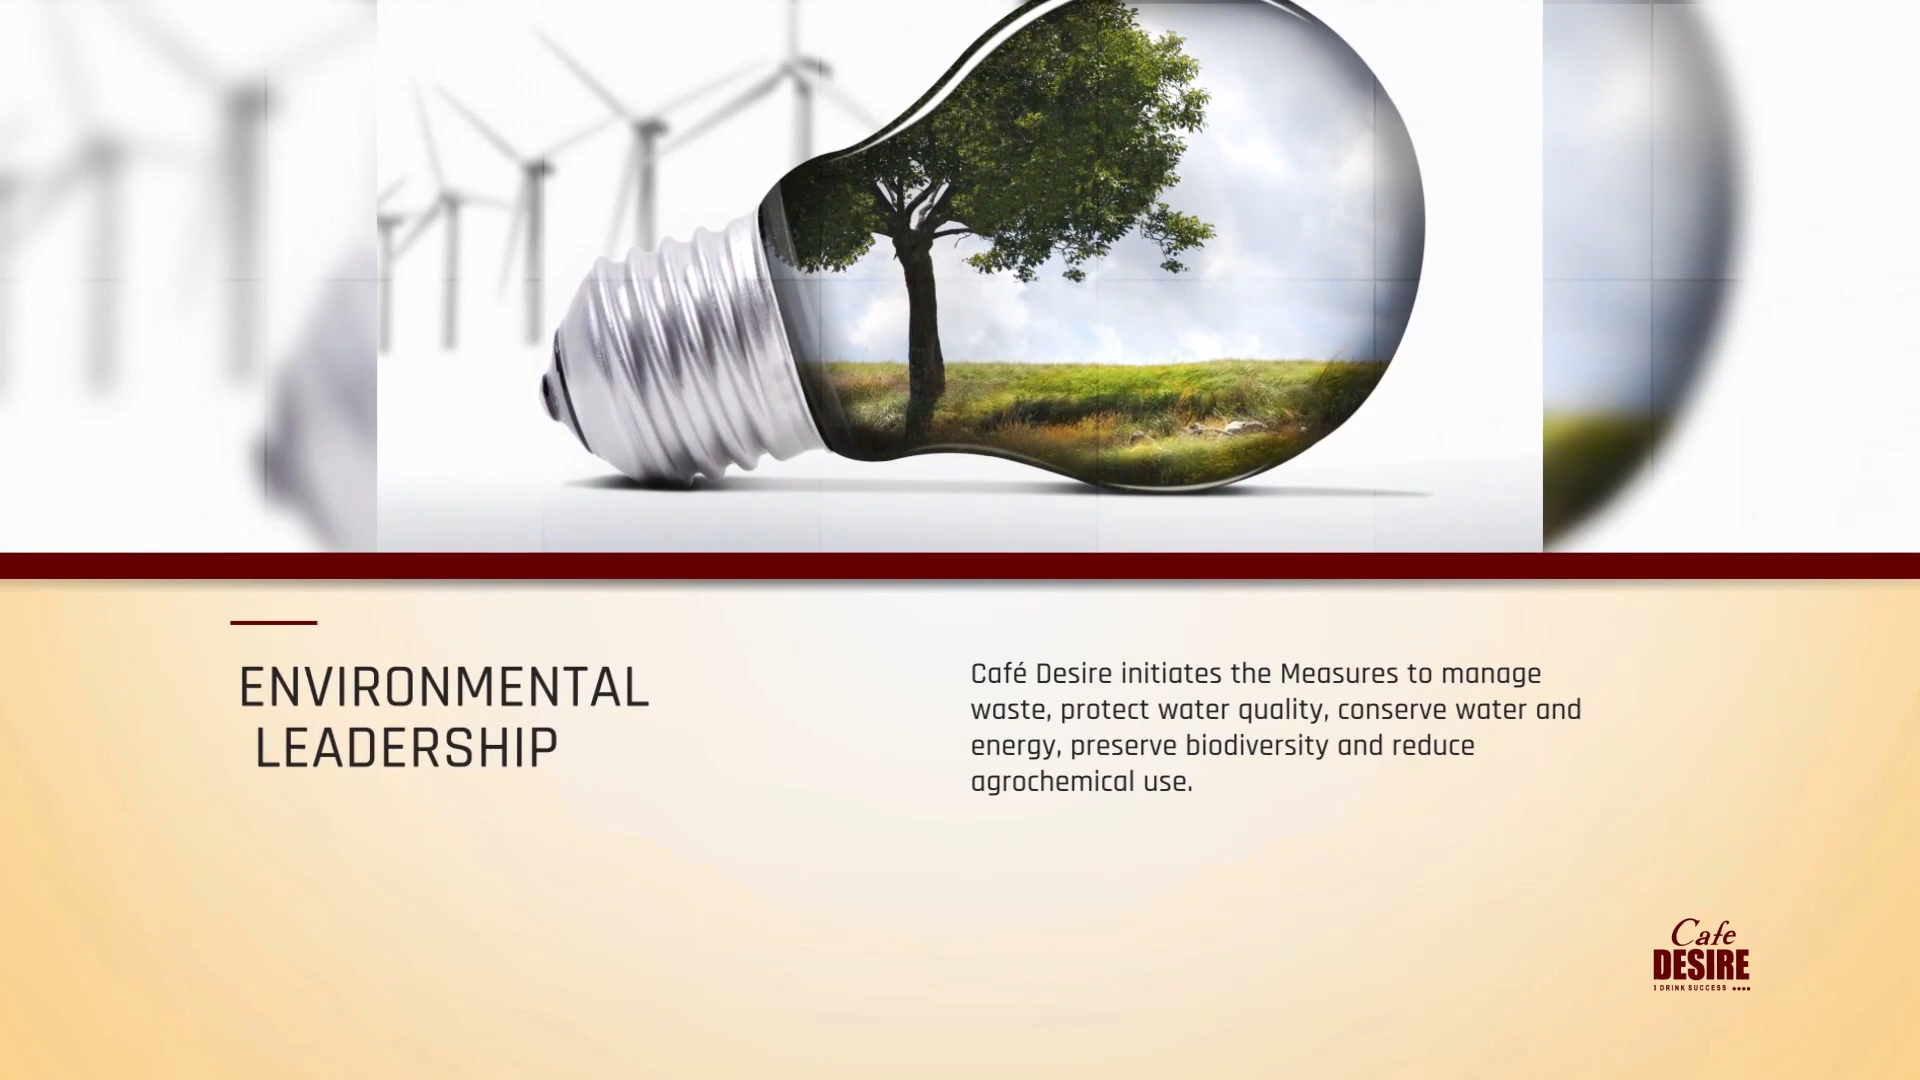 ENVIRONMENTAL
LEADERSHIP
Café Desire initiates the Measures to manage
waste, protect water quality, conserve water and
energy, preserve biodiversity and reduce
agrochemical use.
Cafe
DESIRE
I DRINK SUCCESS ••••